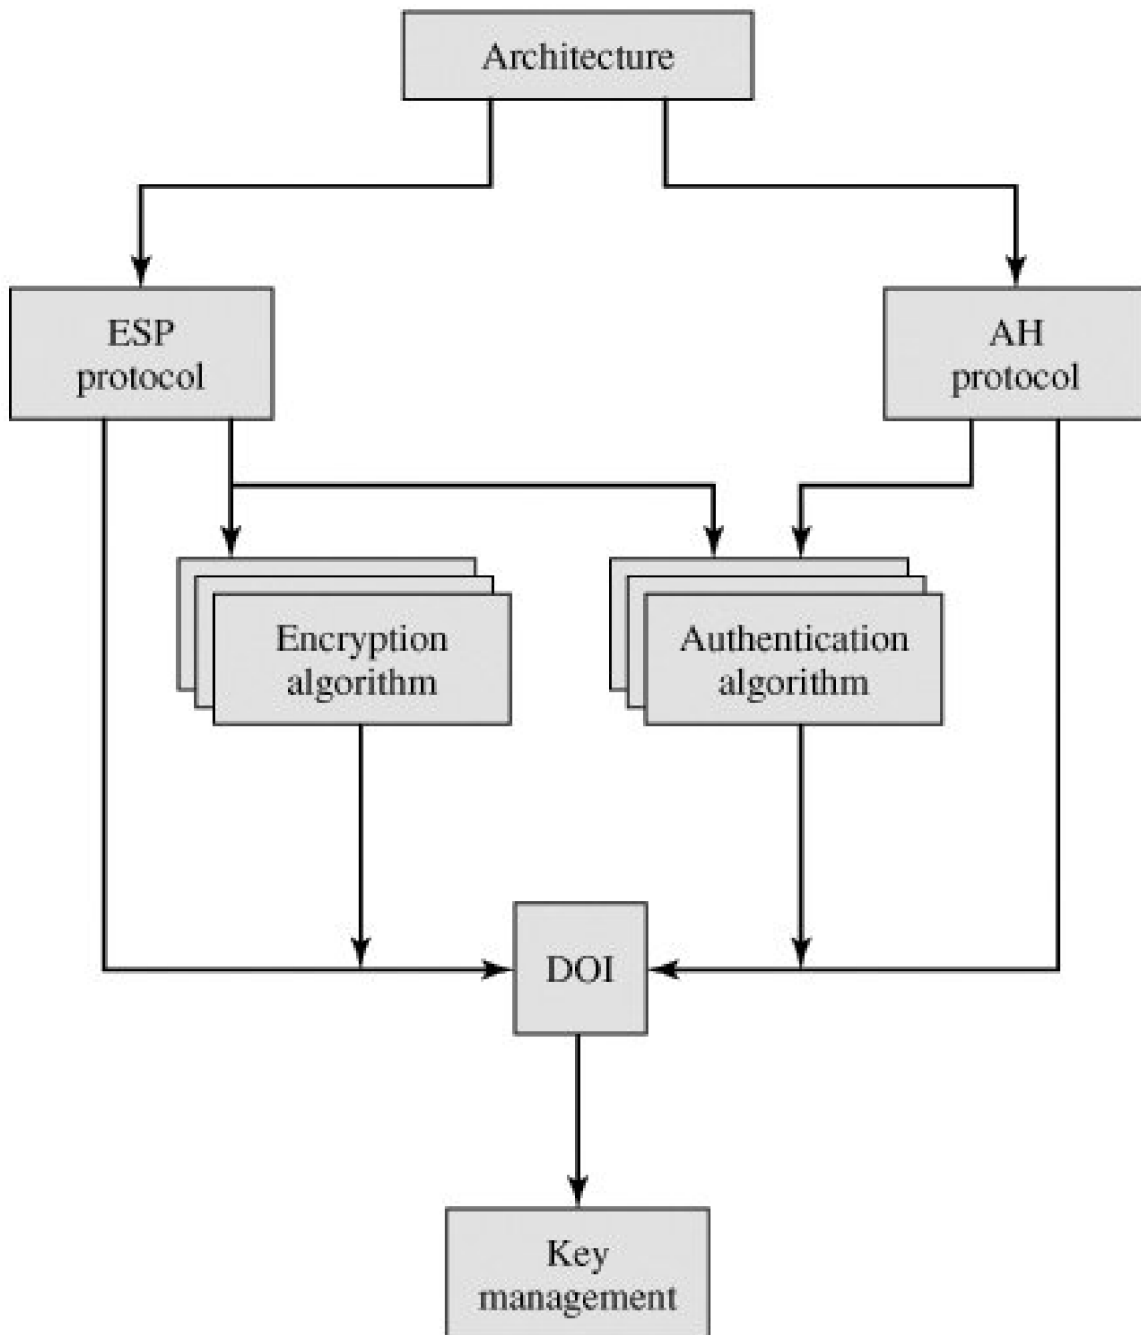 Architecture
ESP
protocol
AH
protocol
Encryption
algorithm
Authentication
algorithm
DOI
Key
management